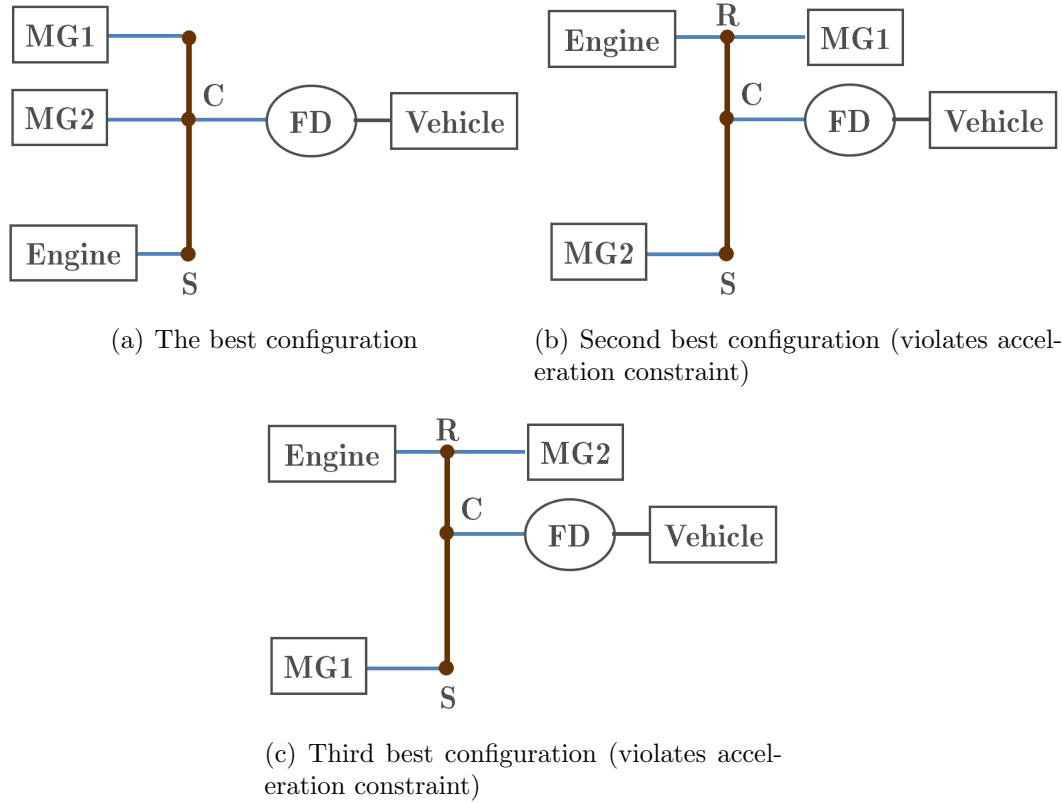 MG1
C
MG2
FD
Vehicle
Engine
S
(a) The best configuration
R
Engine
MG1
C
FD
Vehicle
MG2
S
(b) Second best configuration (violates accel-
eration constraint)
R
Engine
MG2
C
FD
Vehicle
MG1
S
(c) Third best configuration (violates accel-
eration constraint)